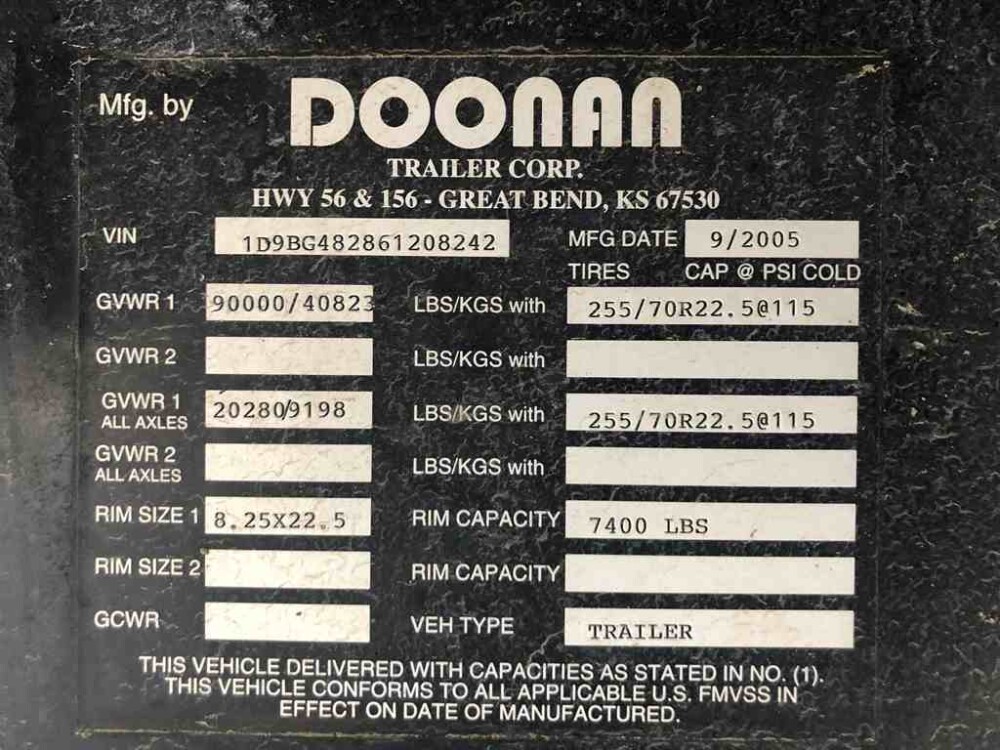 Mfg. by DOONAN
TRAILER CORP.
HWY 56 & 156 - GREAT BEND, KS 67530
VIN 1D9BG482861208242 MFG DATE 9/2005
TIRES CAP @ PSI COLD
GVWR 1 90000/40823 LBS/KGS with 255/70R22.5@115
GVWR 2 LBS/KGS with
GVWR 1 ALL AXLES 20280/9198 LBS/KGS with 255/70R22.5@115
GVWR 2 ALL AXLES LBS/KGS with
RIM SIZE 1 8.25X22.5 RIM CAPACITY 7400 LBS
RIM SIZE 2 RIM CAPACITY
GCWR VEH TYPE TRAILER
THIS VEHICLE DELIVERED WITH CAPACITIES AS STATED IN NO. (1).
THIS VEHICLE CONFORMS TO ALL APPLICABLE U.S. FMVSS IN
EFFECT ON DATE OF MANUFACTURED.